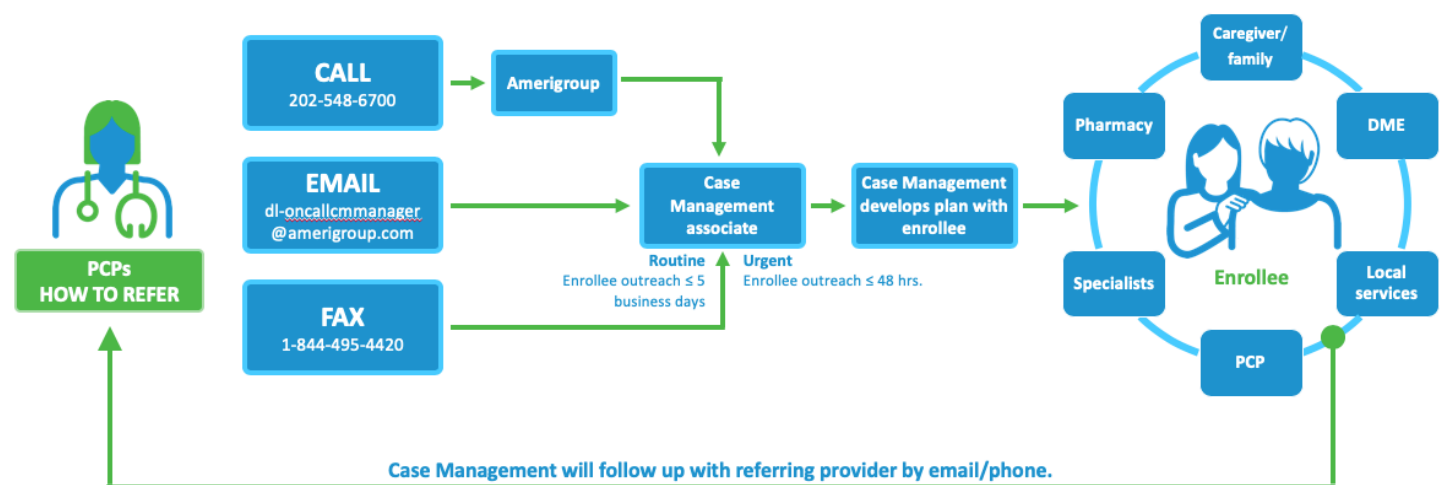 PCPs
HOW TO REFER
CALL
202-548-6700
EMAIL
dl-oncallcmmanager
@amerigroup.com
FAX
1-844-495-4420
Amerigroup
Case
Management
associate
Routine
Enrollee outreach ≤ 5
business days
Urgent
Enrollee outreach ≤ 48 hrs.
Case Management
develops plan with
enrollee
Caregiver/
family
Pharmacy
DME
Specialists
Enrollee
Local
services
PCP
Case Management will follow up with referring provider by email/phone.